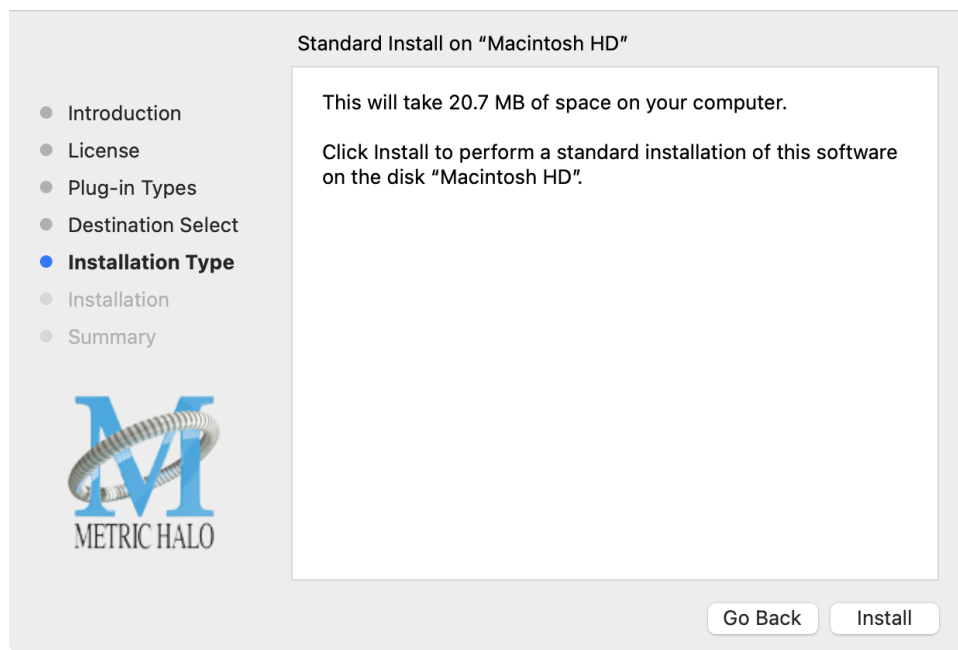 Standard Install on “Macintosh HD”
Introduction
License
Plug-in Types
Destination Select
Installation Type
Installation
Summary
This will take 20.7 MB of space on your computer.
Click Install to perform a standard installation of this software
on the disk “Macintosh HD”.
METRIC HALO
Go Back
Install